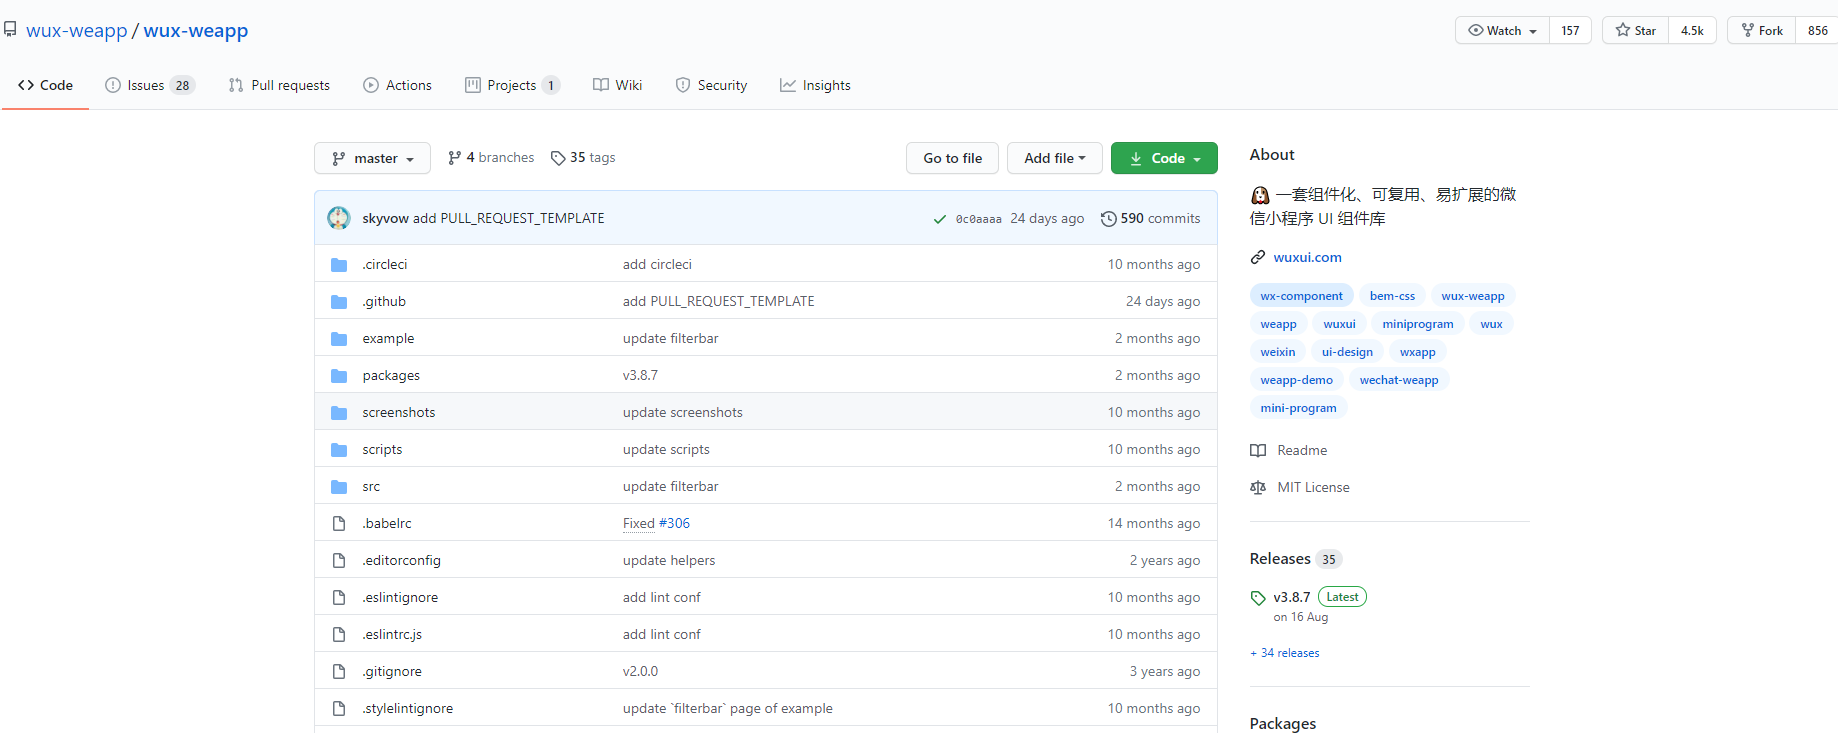 wux-weapp / wux-weapp
Watch 157 Star 4.5k Fork 856
Code Issues 28 Pull requests Actions Projects 1 Wiki Security Insights
master 4 branches 35 tags Go to file Add file Code
skyvow add PULL_REQUEST_TEMPLATE 0c0aaaa 24 days ago 590 commits
.circleci add circleci 10 months ago
.github add PULL_REQUEST_TEMPLATE 24 days ago
example update filterbar 2 months ago
packages v3.8.7 2 months ago
screenshots update screenshots 10 months ago
scripts update scripts 10 months ago
src update filterbar 2 months ago
.babelrc Fixed #306 14 months ago
.editorconfig update helpers 2 years ago
.eslintignore add lint conf 10 months ago
.eslintrc.js add lint conf 10 months ago
.gitignore v2.0.0 3 years ago
.stylelintignore update `filterbar` page of example 10 months ago
About
一套组件化、可复用、易扩展的微
信小程序 UI 组件库
wuxui.com
wx-component bem-css wux-weapp
weapp wuxui miniprogram wux
weixin ui-design wxapp
weapp-demo wechat-weapp
mini-program
Readme
MIT License
Releases 35
v3.8.7 Latest
on 16 Aug
+ 34 releases
Packages